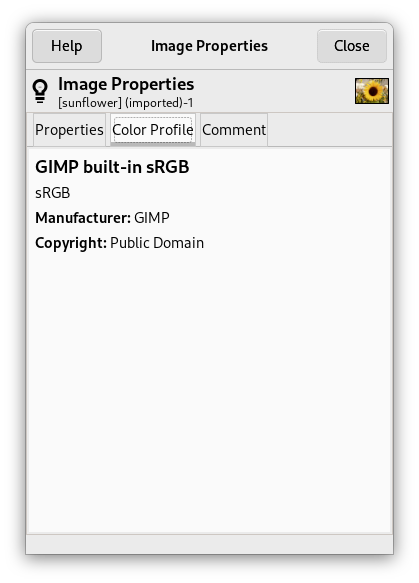 Help Image Properties Close
Image Properties
[sunflower] (imported)-1
Properties Color Profile Comment
GIMP built-in sRGB
sRGB
Manufacturer: GIMP
Copyright: Public Domain